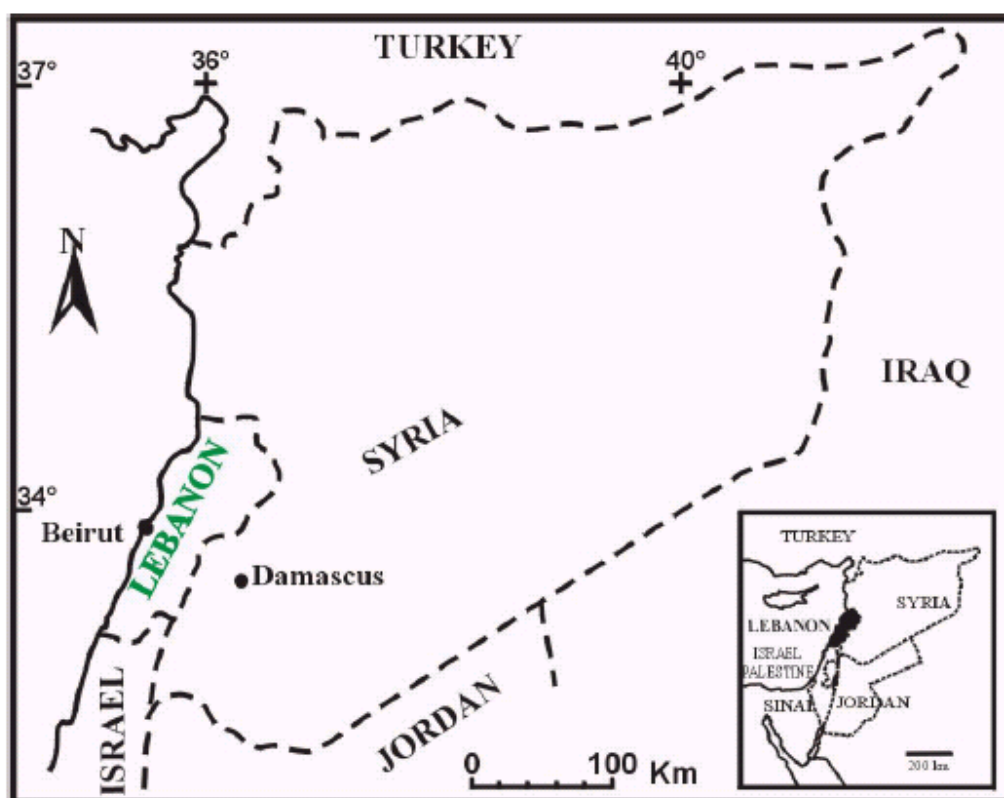 TURKEY
37°
36°
40°
N
IRAQ
SYRIA
LEBANON
34°
Beirut
Damascus
ISRAEL
JORDAN
0 100 Km
TURKEY
SYRIA
LEBANON
ISRAEL
PALESTINE
SINAI
JORDAN
200 km